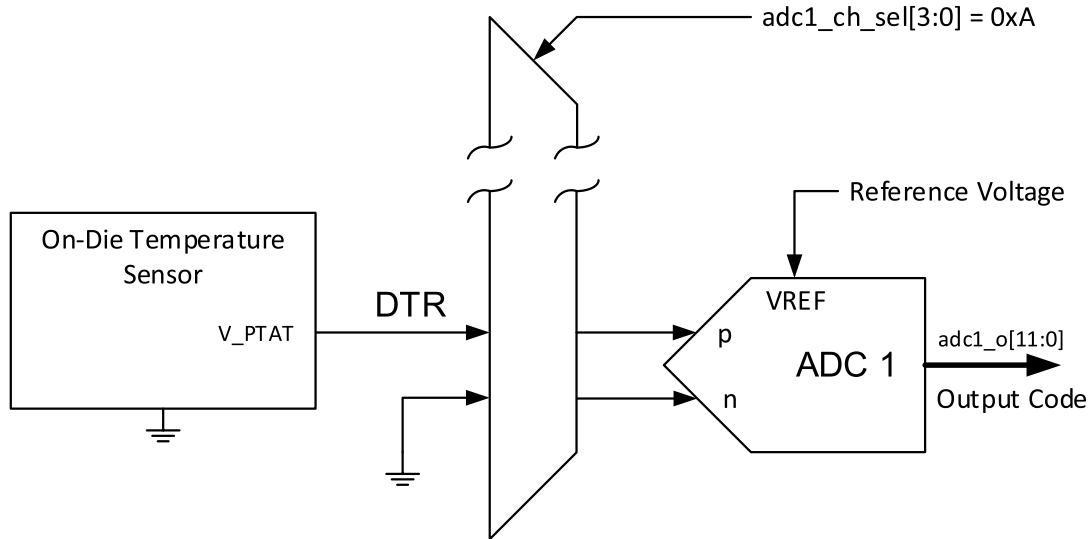 adc1_ch_sel[3:0] = 0xA
Reference Voltage
On-Die Temperature
Sensor
V_PTAT
DTR
VREF
p
ADC 1
n
adc1_o[11:0]
Output Code